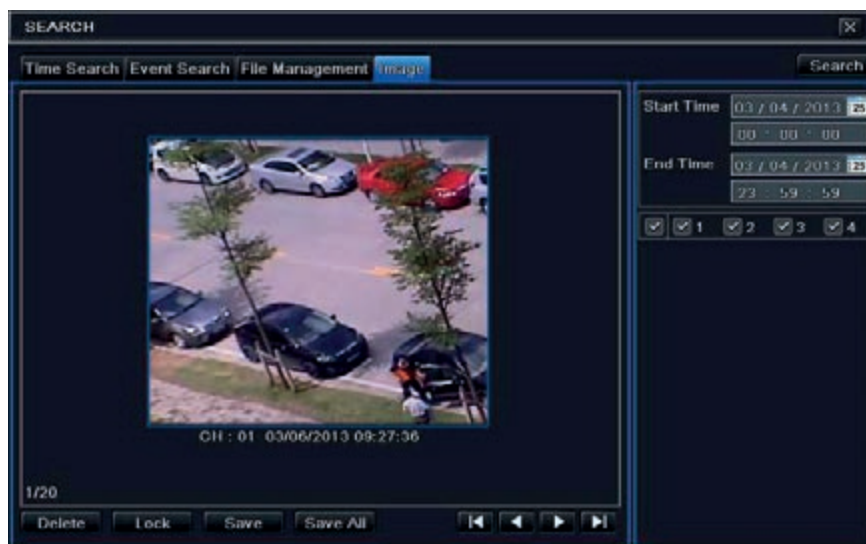 SEARCH
Time Search Event Search File Management Image
Search
Start Time 03 / 04 / 2013 25
00 : 00 : 00
End Time 03 / 04 / 2013 25
23 : 59 : 59
1 2 3 4
CH : 01 03/06/2013 09:27:36
1/20
Delete Lock Save Save All